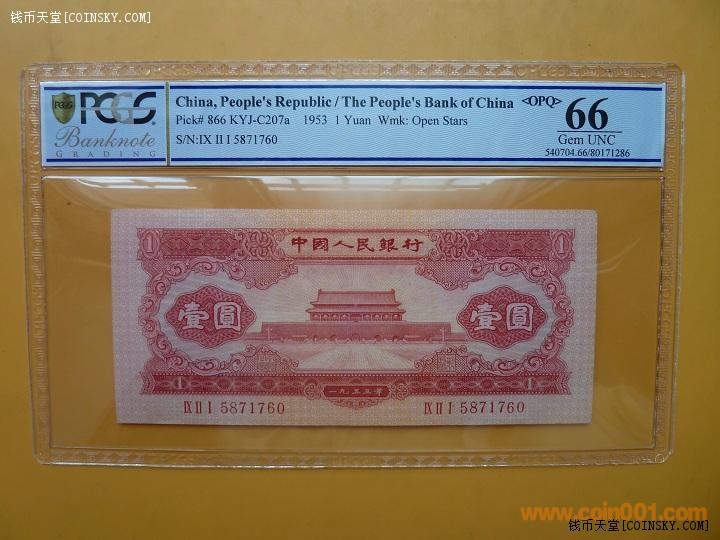 钱币天堂[COINSKY.COM]
PCGS
Banknote
GRADING
China, People's Republic / The People's Bank of China
Pick# 866 KYJ-C207a 1953 1 Yuan Wmk: Open Stars
S/N:IX II I 5871760
<OPQ> 66
Gem UNC
540704.66/80171286
中國人民銀行
1 1
壹圓 壹圓
1 1
一九五三年
IX II I 5871760 IX II I 5871760
www.coin001.com
钱币天堂[COINSKY.COM]